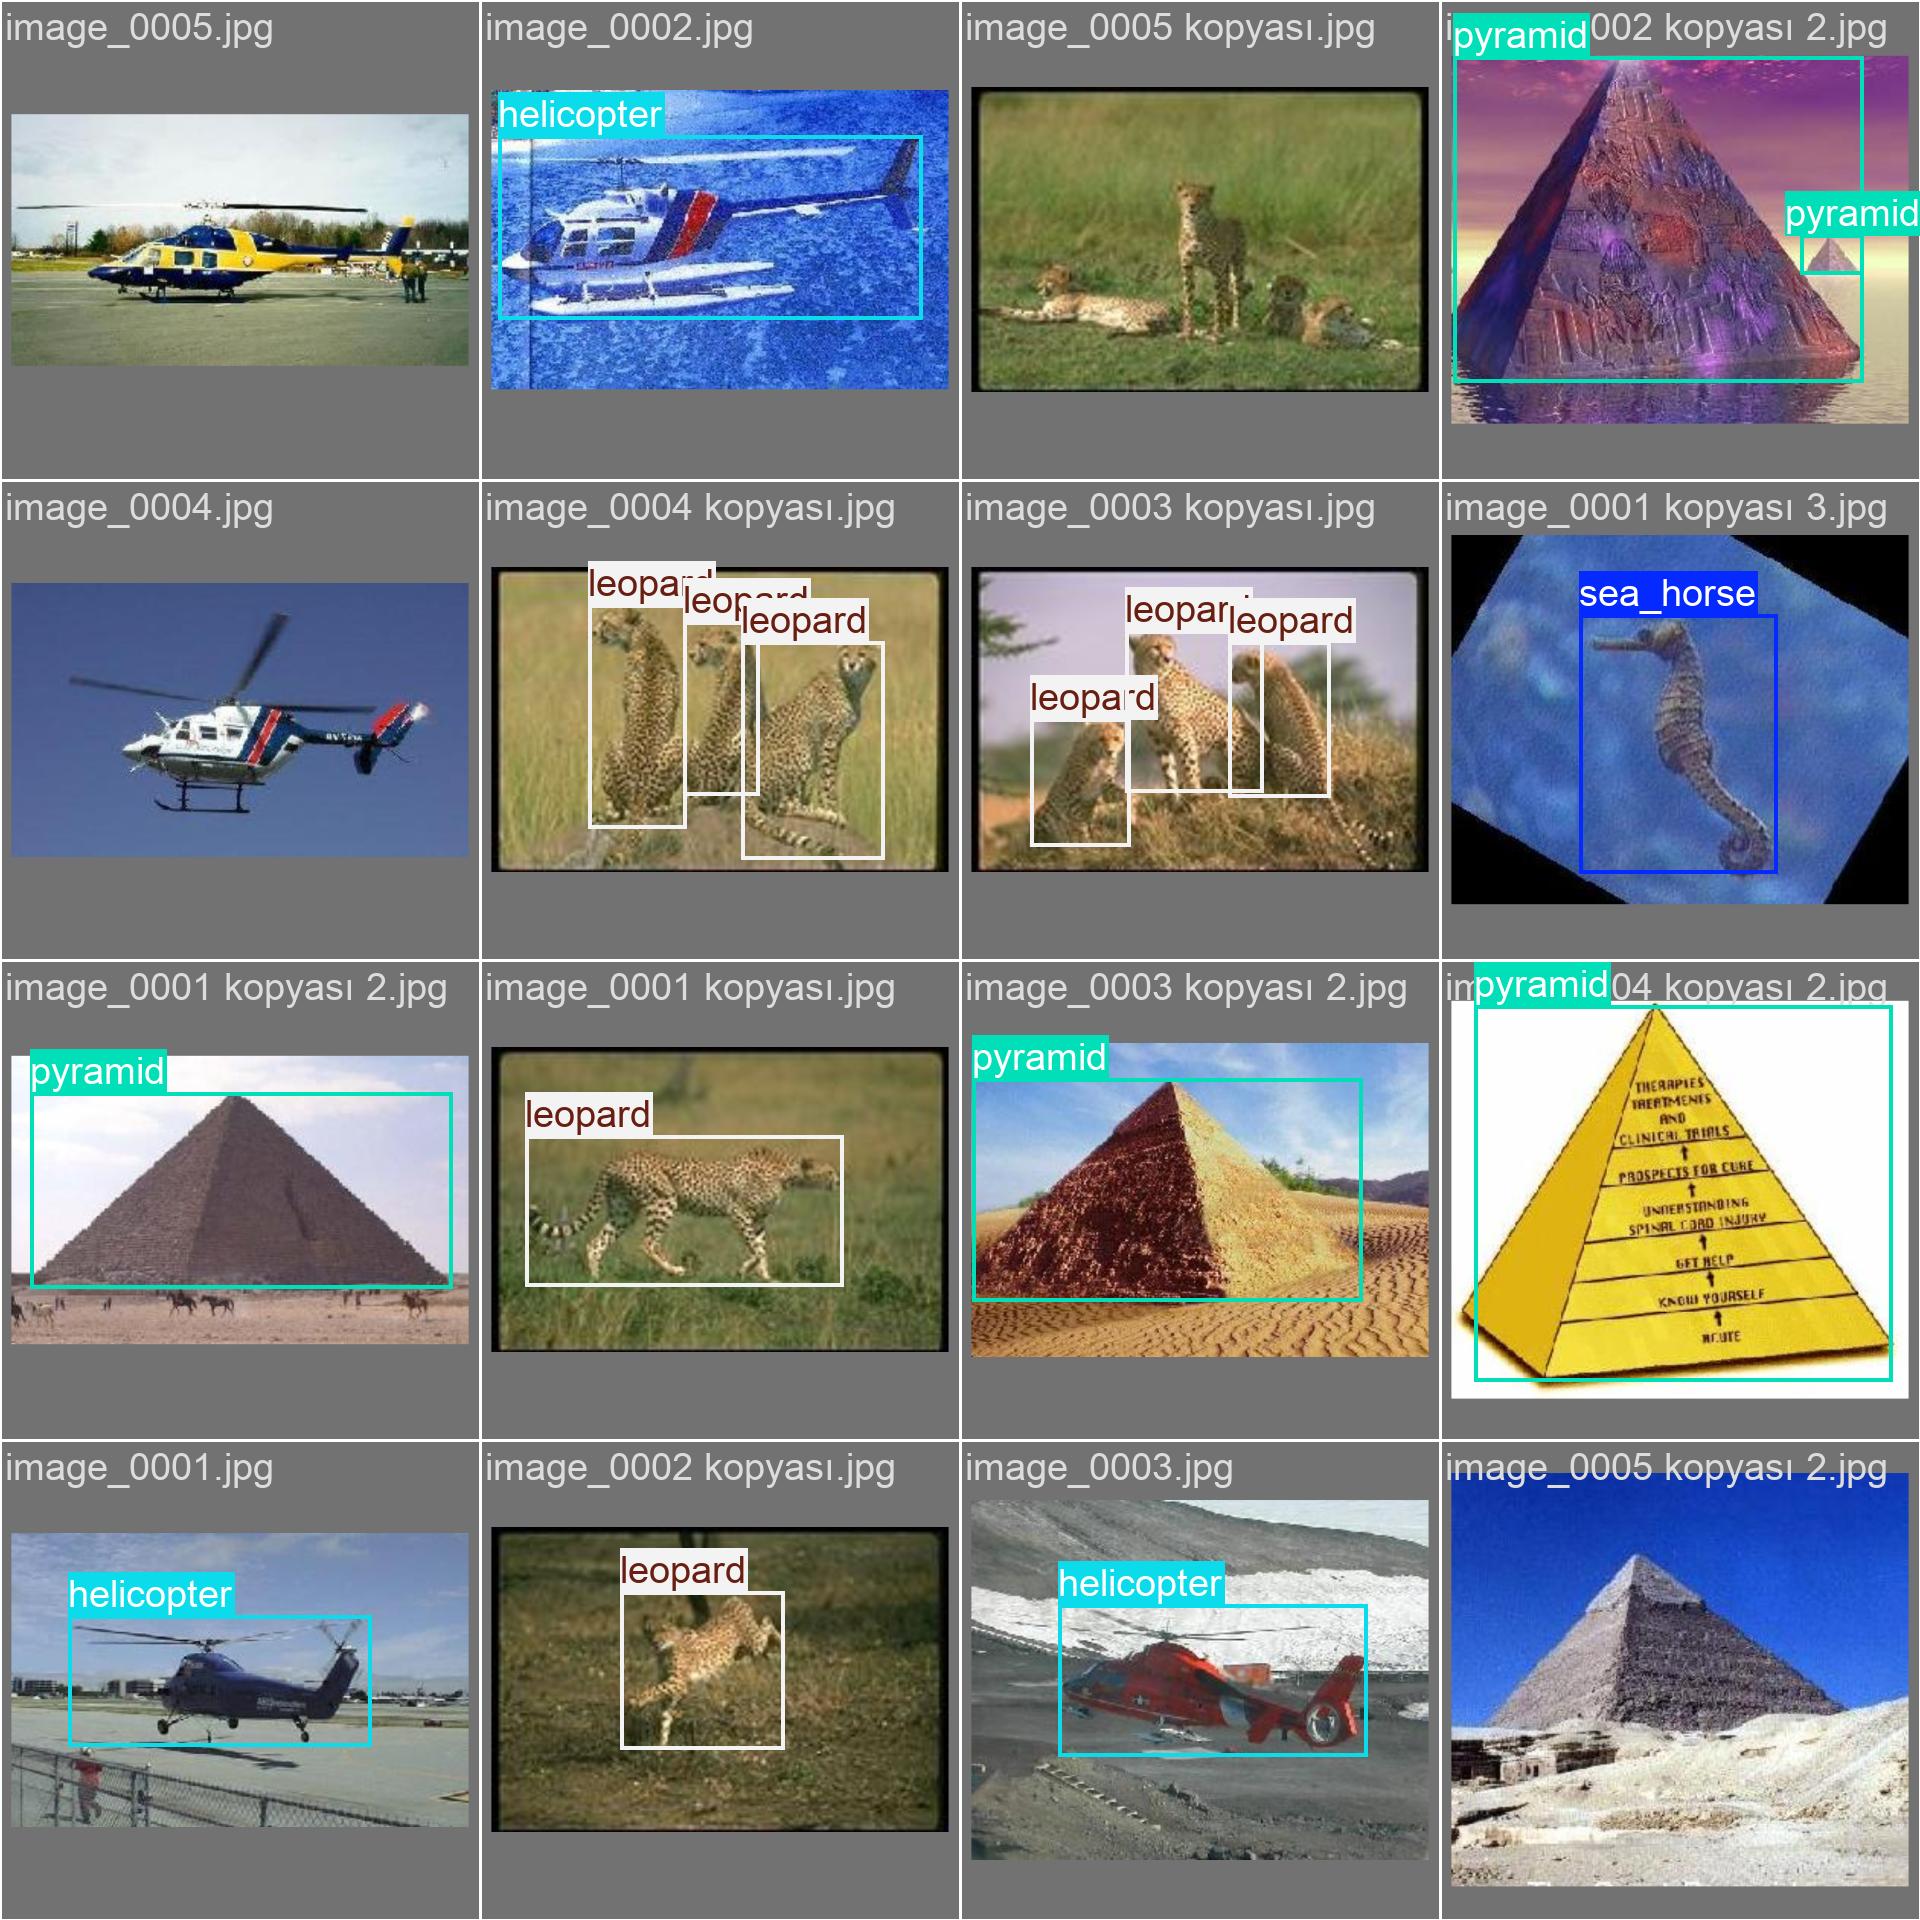 image_0005.jpg
image_0002.jpg
helicopter
image_0005 kopyası.jpg
002 kopyası 2.jpg
pyramid
pyramid
image_0004.jpg
image_0004 kopyası.jpg
leopard
leopard
leopard
image_0003 kopyası.jpg
leopard
leopard
leopard
image_0001 kopyası 3.jpg
sea_horse
image_0001 kopyası 2.jpg
pyramid
image_0001 kopyası.jpg
leopard
image_0003 kopyası 2.jpg
pyramid
04 kopyası 2.jpg
pyramid
THERAPIES
TREATMENTS
AND
CLINICAL TRIALS
PROSPECTS FOR CURE
UNDERSTANDING
SPINAL CORD INJURY
GET HELP
KNOW YOURSELF
ACUTE
image_0001.jpg
helicopter
image_0002 kopyası.jpg
leopard
image_0003.jpg
helicopter
image_0005 kopyası 2.jpg